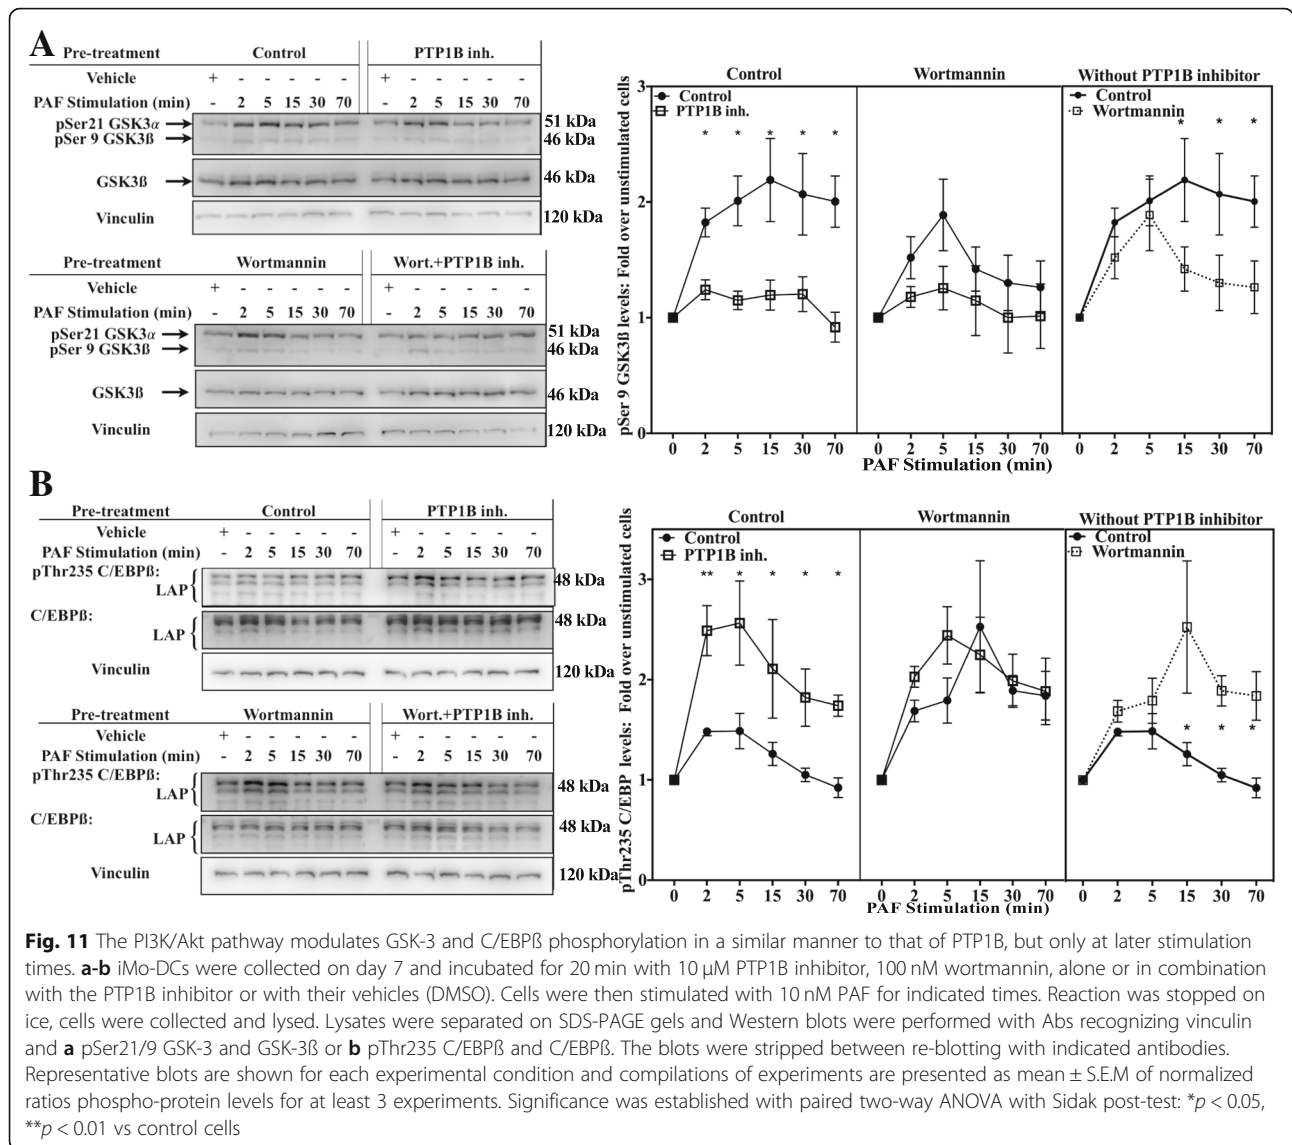 A
Pre-treatment Control PTP1B inh.
Vehicle + - - - - - + - - - - -
PAF Stimulation (min) - 2 5 15 30 70 - 2 5 15 30 70
pSer21 GSK3α 51 kDa
pSer 9 GSK3ß 46 kDa
GSK3ß 46 kDa
Vinculin 120 kDa
Pre-treatment Wortmannin Wort.+PTP1B inh.
Vehicle + - - - - - + - - - - -
PAF Stimulation (min) - 2 5 15 30 70 - 2 5 15 30 70
pSer21 GSK3α 51 kDa
pSer 9 GSK3ß 46 kDa
GSK3ß 46 kDa
Vinculin 120 kDa
Control Wortmannin Without PTP1B inhibitor
Control
PTP1B inh.
Control
Wortmannin
* * * * *
* * *
pSer 9 GSK3ß levels: Fold over unstimulated cells
3
2
1
0
0 2 5 15 30 70 0 2 5 15 30 70 0 2 5 15 30 70
PAF Stimulation (min)
B
Pre-treatment Control PTP1B inh.
Vehicle + - - - - - + - - - - -
PAF Stimulation (min) - 2 5 15 30 70 - 2 5 15 30 70
pThr235 C/EBPß:
LAP 48 kDa
C/EBPß:
LAP 48 kDa
Vinculin 120 kDa
Pre-treatment Wortmannin Wort.+PTP1B inh.
Vehicle + - - - - - + - - - - -
PAF Stimulation (min) - 2 5 15 30 70 - 2 5 15 30 70
pThr235 C/EBPß:
LAP 48 kDa
C/EBPß:
LAP 48 kDa
Vinculin 120 kDa
Control Wortmannin Without PTP1B inhibitor
Control
PTP1B inh.
Control
Wortmannin
** * * * *
* * *
pThr235 C/EBP levels: Fold over unstimulated cells
3
2
1
0
0 2 5 15 30 70 0 2 5 15 30 70 0 2 5 15 30 70
PAF Stimulation (min)
Fig. 11 The PI3K/Akt pathway modulates GSK-3 and C/EBPß phosphorylation in a similar manner to that of PTP1B, but only at later stimulation
times. a-b iMo-DCs were collected on day 7 and incubated for 20 min with 10 μM PTP1B inhibitor, 100 nM wortmannin, alone or in combination
with the PTP1B inhibitor or with their vehicles (DMSO). Cells were then stimulated with 10 nM PAF for indicated times. Reaction was stopped on
ice, cells were collected and lysed. Lysates were separated on SDS-PAGE gels and Western blots were performed with Abs recognizing vinculin
and a pSer21/9 GSK-3 and GSK-3ß or b pThr235 C/EBPß and C/EBPß. The blots were stripped between re-blotting with indicated antibodies.
Representative blots are shown for each experimental condition and compilations of experiments are presented as mean ± S.E.M of normalized
ratios phospho-protein levels for at least 3 experiments. Significance was established with paired two-way ANOVA with Sidak post-test: *p < 0.05,
**p < 0.01 vs control cells